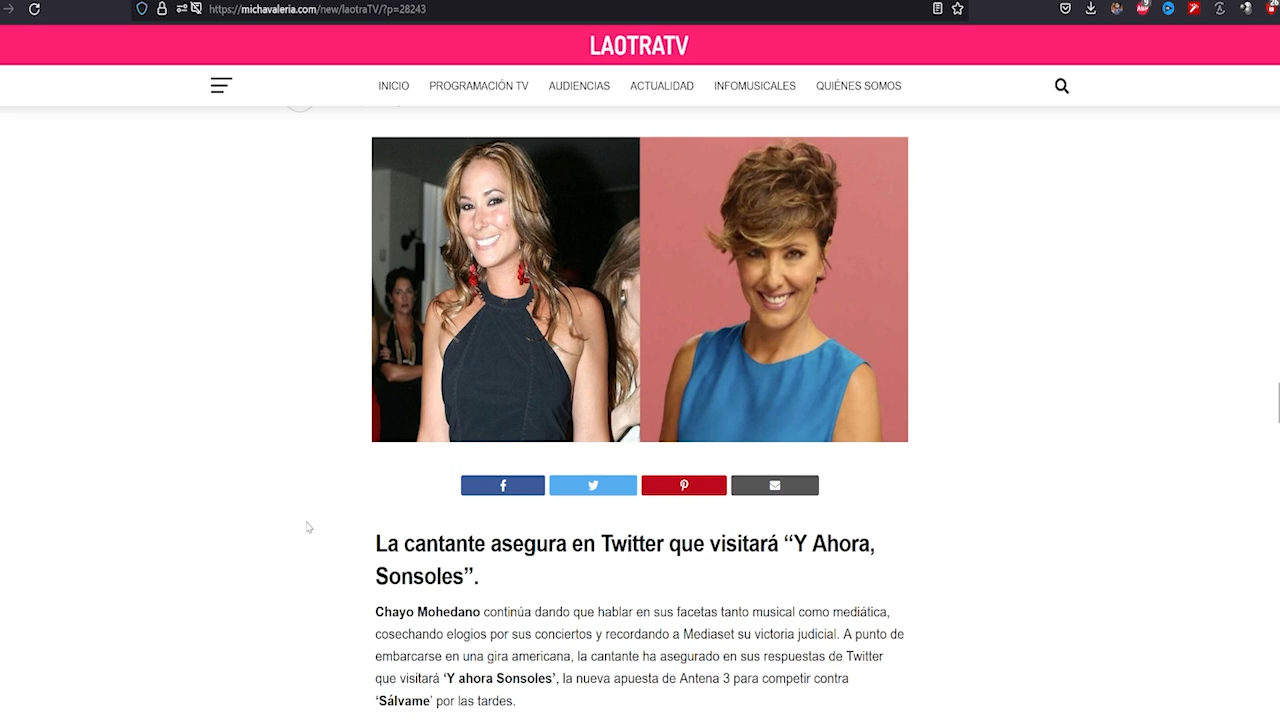 https://michavaleria.com/new/laotraTV/?p=28243
LAOTRATV
INICIO PROGRAMACIÓN TV AUDIENCIAS ACTUALIDAD INFOMUSICALES QUIÉNES SOMOS
La cantante asegura en Twitter que visitará “Y Ahora,
Sonsoles”.
Chayo Mohedano continúa dando que hablar en sus facetas tanto musical como mediática,
cosechando elogios por sus conciertos y recordando a Mediaset su victoria judicial. A punto de
embarcarse en una gira americana, la cantante ha asegurado en sus respuestas de Twitter
que visitará ‘Y ahora Sonsoles’, la nueva apuesta de Antena 3 para competir contra
‘Sálvame’ por las tardes.